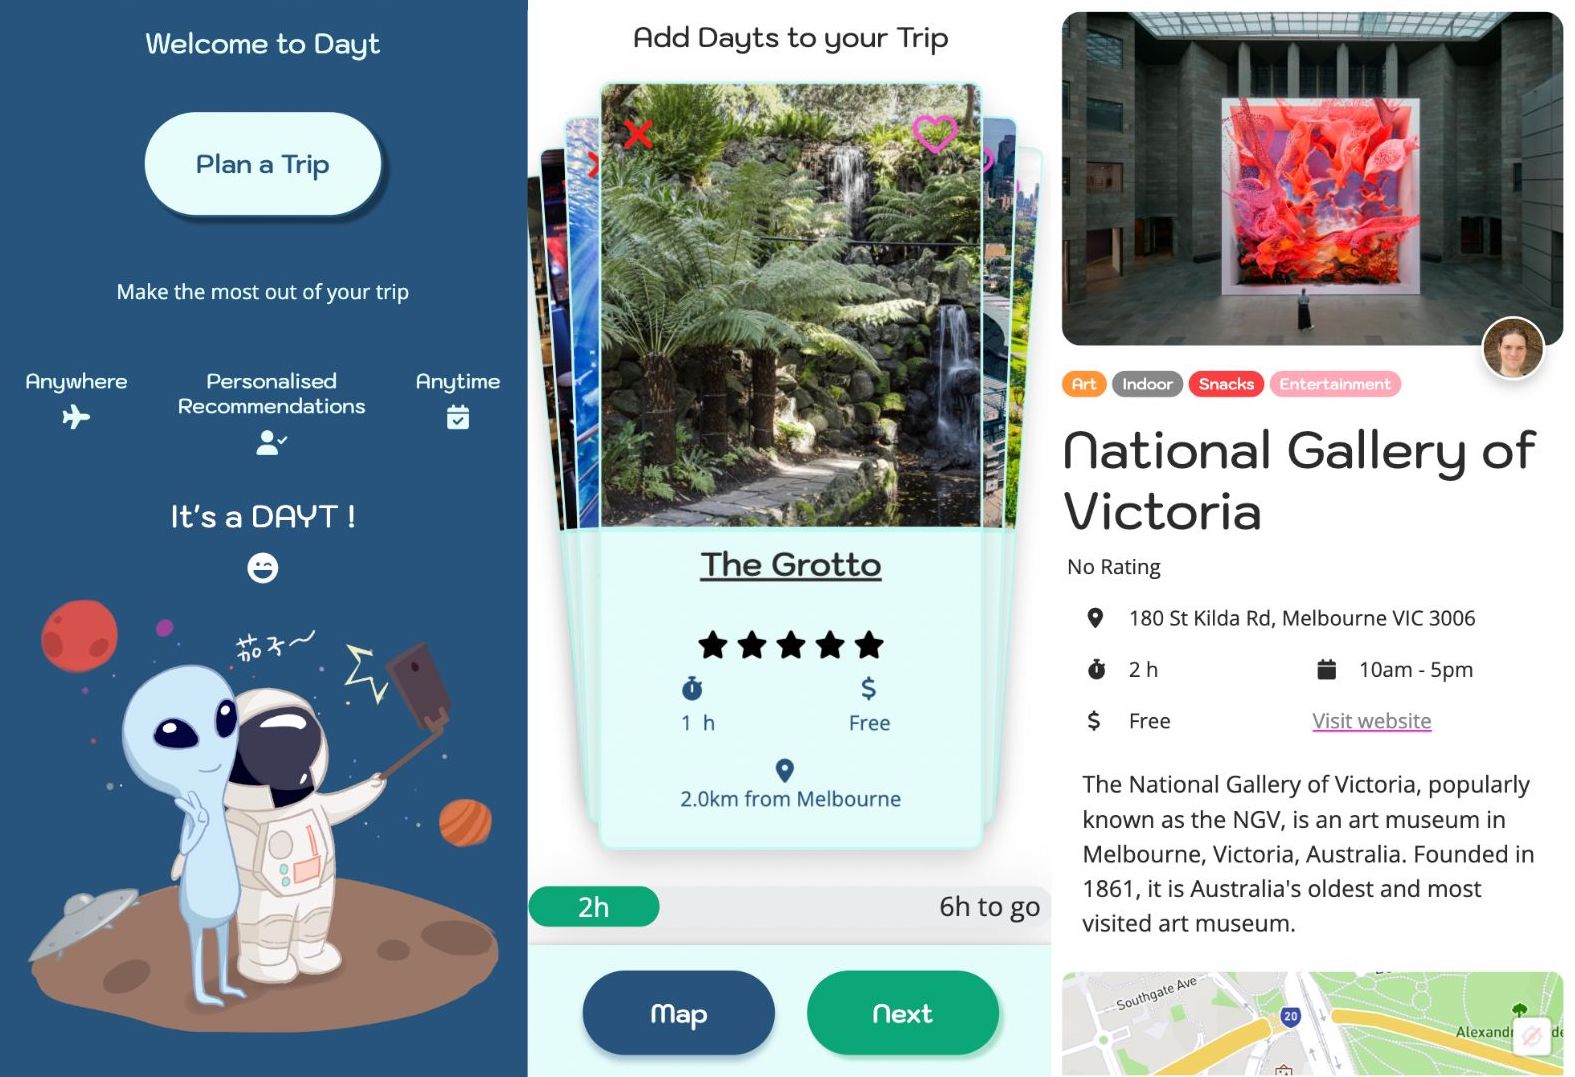 Welcome to Dayt
Plan a Trip
Make the most out of your trip
Anywhere
Personalised
Recommendations
Anytime
It's a DAYT !
茄子～
Add Dayts to your Trip
The Grotto
1 h
Free
2.0km from Melbourne
2h
6h to go
Map
Next
Art
Indoor
Snacks
Entertainment
National Gallery of
Victoria
No Rating
180 St Kilda Rd, Melbourne VIC 3006
2 h
10am - 5pm
$ Free
Visit website
The National Gallery of Victoria, popularly
known as the NGV, is an art museum in
Melbourne, Victoria, Australia. Founded in
1861, it is Australia's oldest and most
visited art museum.
Southgate Ave
20